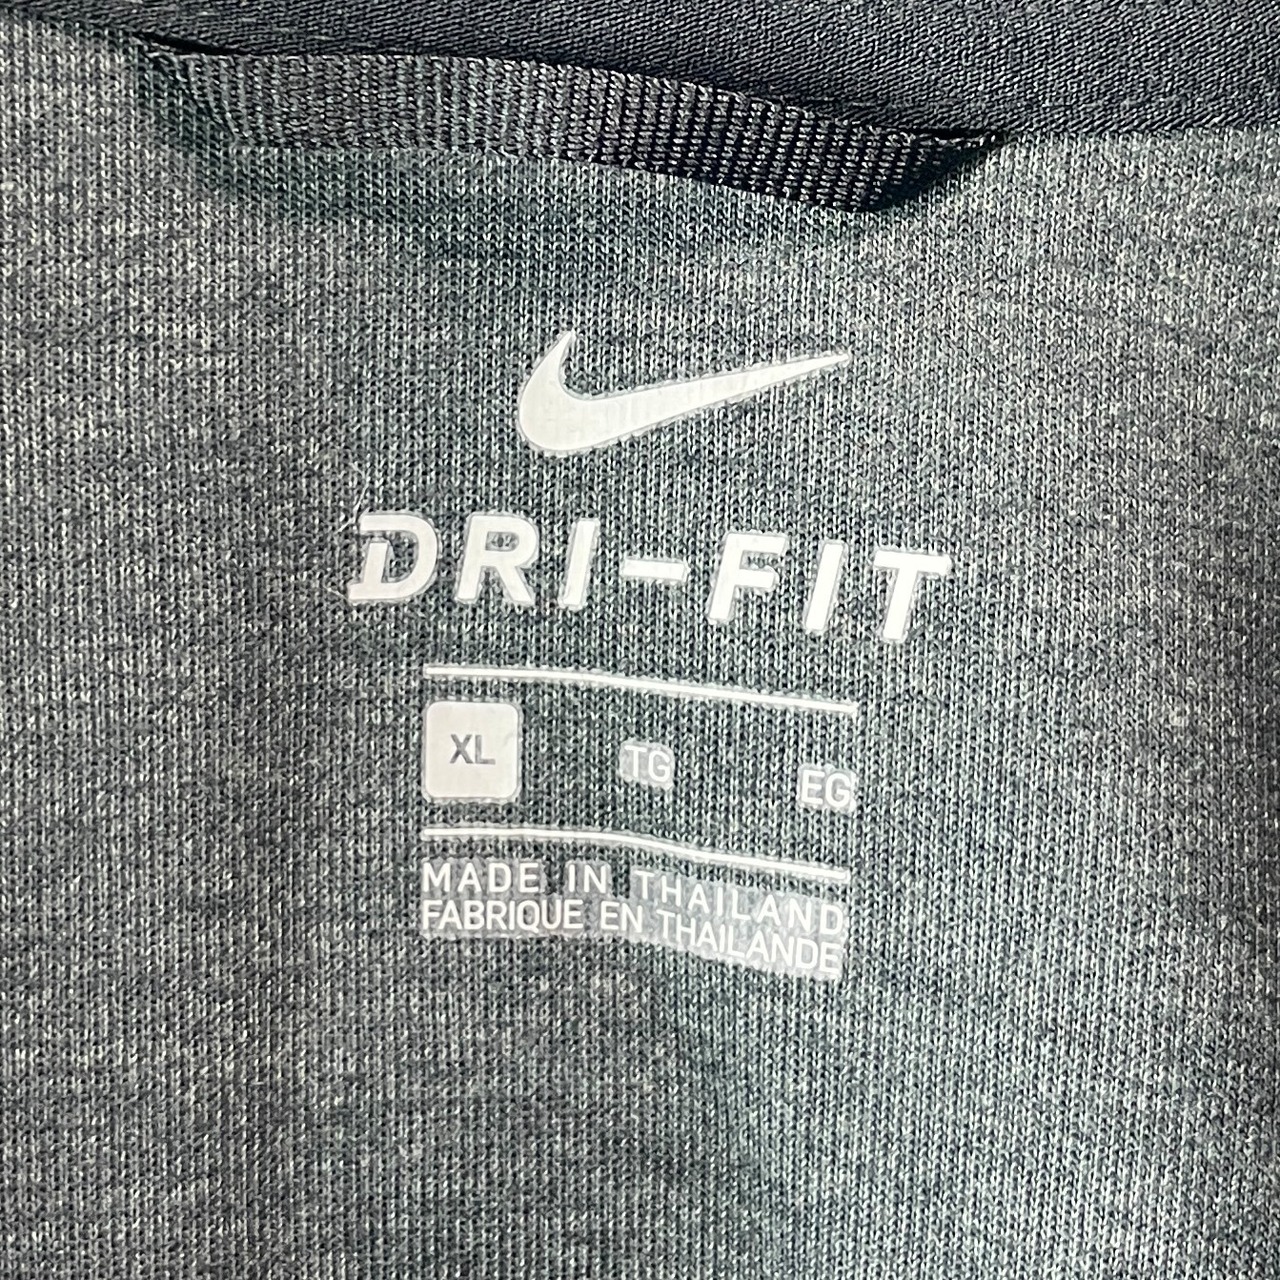 DRI-FIT
XL TG EG
MADE IN THAILAND
FABRIQUE EN THAILANDE